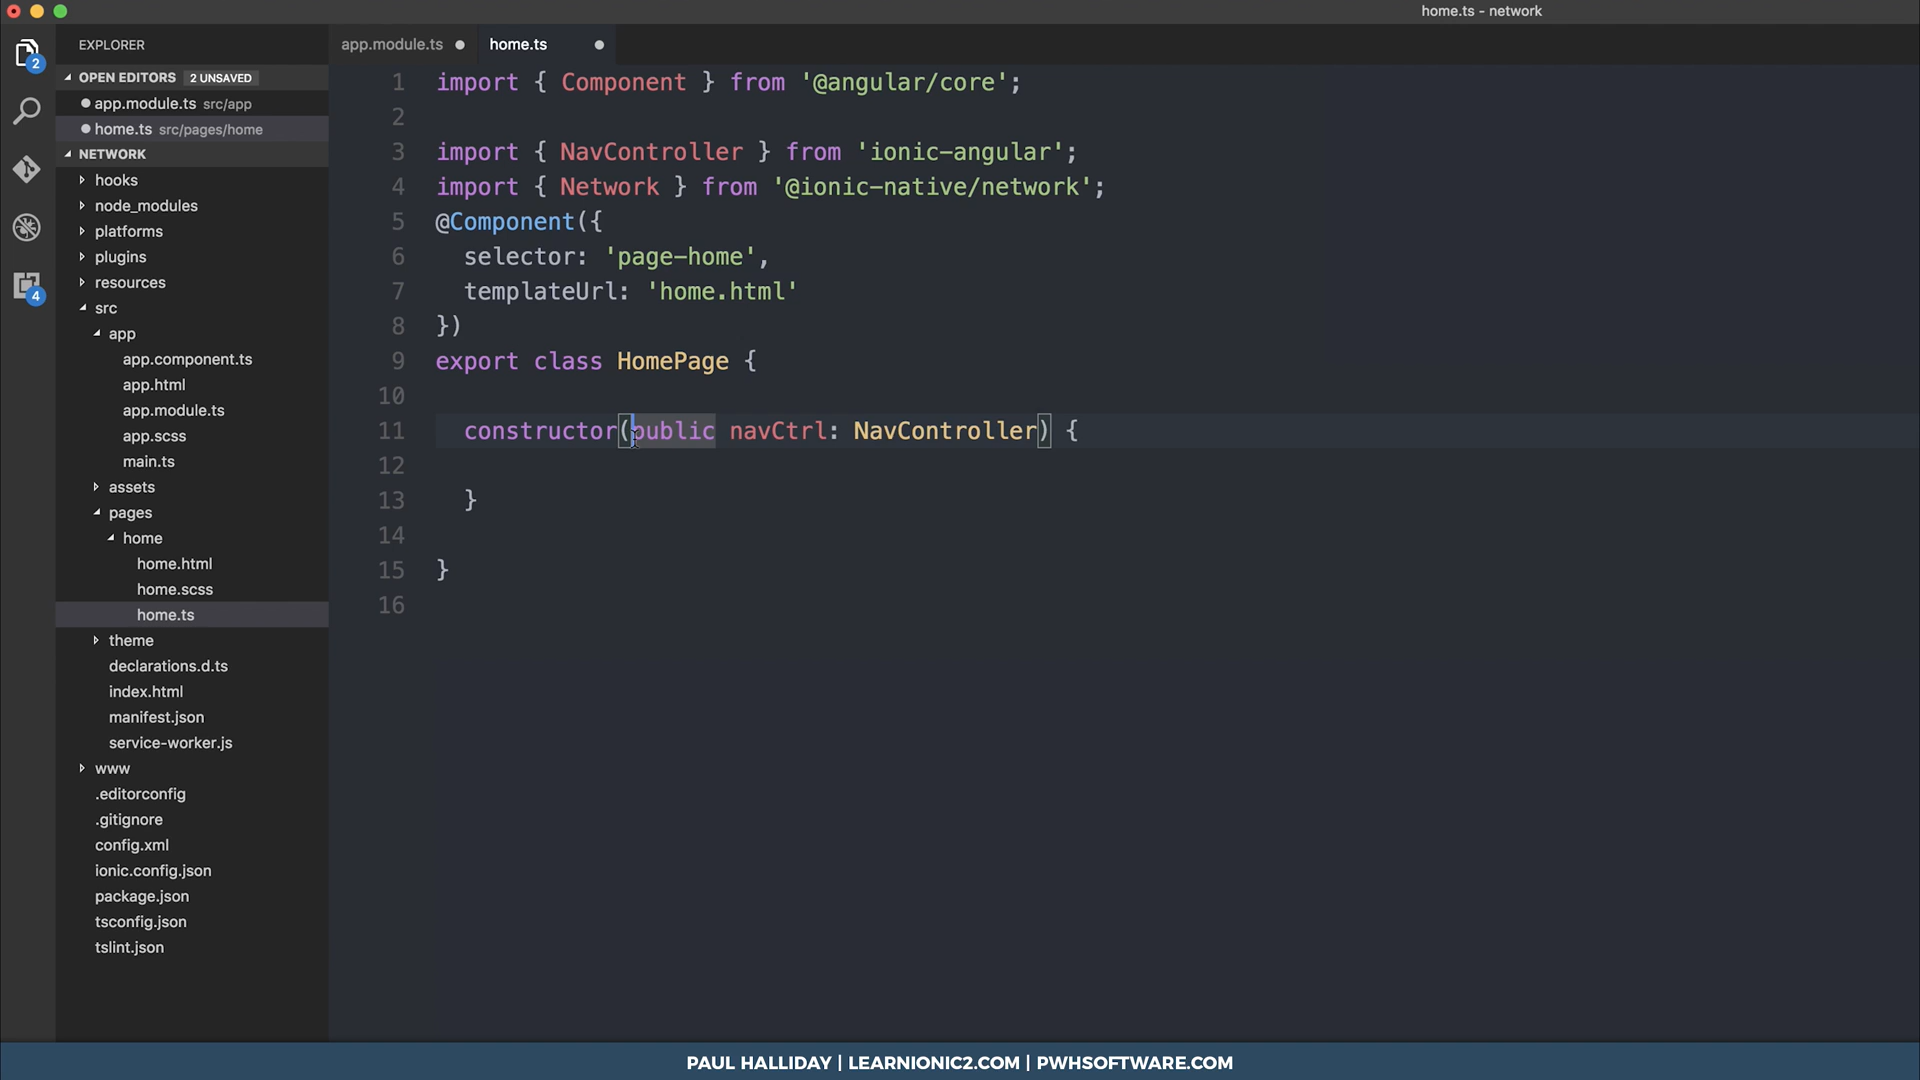 home.ts - network
EXPLORER
OPEN EDITORS 2 UNSAVED
app.module.ts src/app
home.ts src/pages/home
NETWORK
hooks
node_modules
platforms
plugins
resources
src
app
app.component.ts
app.html
app.module.ts
app.scss
main.ts
assets
pages
home
home.html
home.scss
home.ts
theme
declarations.d.ts
index.html
manifest.json
service-worker.js
www
.editorconfig
.gitignore
config.xml
ionic.config.json
package.json
tsconfig.json
tslint.json
2
4
app.module.ts home.ts
1 import { Component } from '@angular/core';
2
3 import { NavController } from 'ionic-angular';
4 import { Network } from '@ionic-native/network';
5 @Component({
6 selector: 'page-home',
7 templateUrl: 'home.html'
8 })
9 export class HomePage {
10
11 constructor(public navCtrl: NavController) {
12
13 }
14
15 }
16
PAUL HALLIDAY | LEARNIONIC2.COM | PWHSOFTWARE.COM